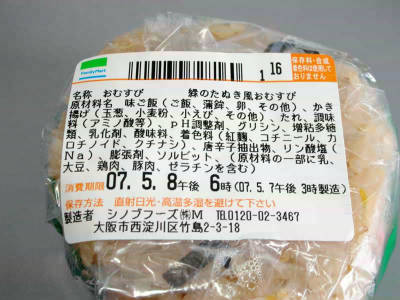 FamilyMart
1 16
保存料・合成
着色料は使用して
おりません
名称 おむすび 緑のたぬき風おむすび
原材料名 味ご飯（ご飯、蒲鉾、卵、その他）、かき
揚げ（玉葱、小麦粉、小えび、その他）、たれ、調味
料（アミノ酸等）、pH調整剤、グリシン、増粘多糖
類、乳化剤、酸味料、着色料（紅麹、コチニール、カ
ロチノイド、クチナシ）、唐辛子抽出物、リン酸塩（
Na）、膨張剤、ソルビット、（原材料の一部に乳、
大豆、鶏肉、豚肉、ゼラチンを含む）
消費期限 07.5.8午後 6時(07.5.7午後 3時製造)
保存方法 直射日光・高温多湿を避けて下さい
製造者 シノブフーズ㈱M TEL0120-02-3467
大阪市西淀川区竹島2-3-18